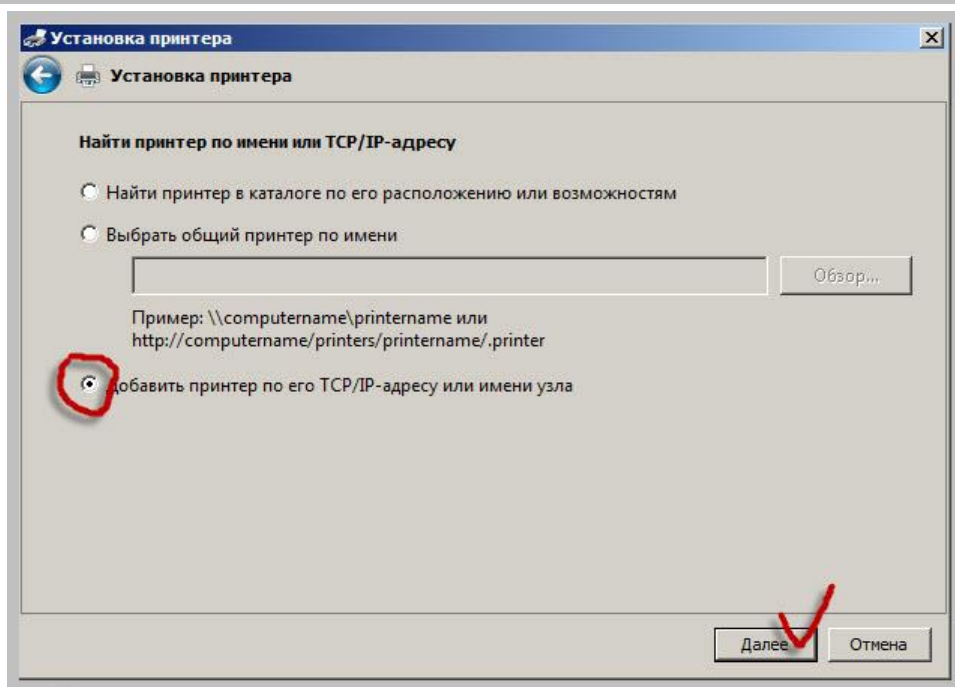 Установка принтера
Установка принтера
Найти принтер по имени или TCP/IP-адресу
Найти принтер в каталоге по его расположению или возможностям
Выбрать общий принтер по имени
Обзор...
Пример: \\computername\printername или
http://computername/printers/printername/.printer
Добавить принтер по его TCP/IP-адресу или имени узла
Далее
Отмена